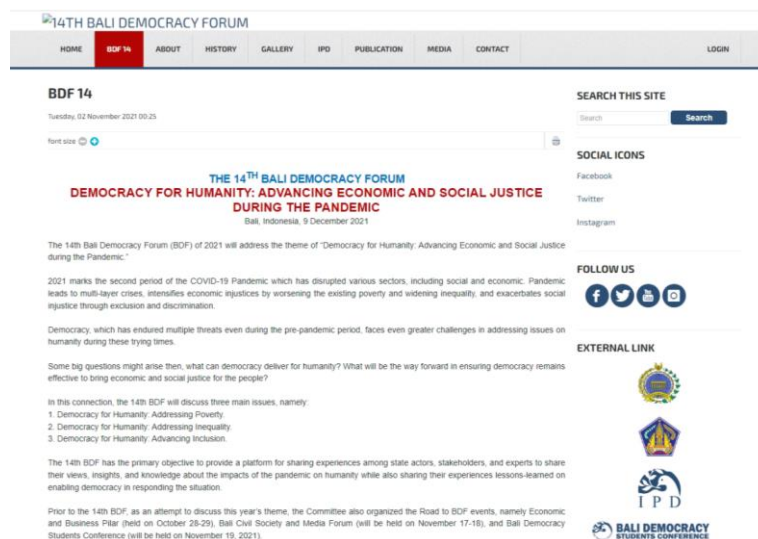 14TH BALI DEMOCRACY FORUM
HOME BDF 14 ABOUT HISTORY GALLERY IPD PUBLICATION MEDIA CONTACT LOGIN
BDF 14
Tuesday, 02 November 2021 00:25
font size
THE 14TH BALI DEMOCRACY FORUM
DEMOCRACY FOR HUMANITY: ADVANCING ECONOMIC AND SOCIAL JUSTICE
DURING THE PANDEMIC
Bali, Indonesia, 9 December 2021
The 14th Bali Democracy Forum (BDF) of 2021 will address the theme of "Democracy for Humanity: Advancing Economic and Social Justice
during the Pandemic."
2021 marks the second period of the COVID-19 Pandemic which has disrupted various sectors, including social and economic. Pandemic
leads to multi-layer crises, intensifies economic injustices by worsening the existing poverty and widening inequality, and exacerbates social
injustice through exclusion and discrimination.
Democracy, which has endured multiple threats even during the pre-pandemic period, faces even greater challenges in addressing issues on
humanity during these trying times.
Some big questions might arise then, what can democracy deliver for humanity? What will be the way forward in ensuring democracy remains
effective to bring economic and social justice for the people?
In this connection, the 14th BDF will discuss three main issues, namely:
1. Democracy for Humanity: Addressing Poverty.
2. Democracy for Humanity: Addressing Inequality.
3. Democracy for Humanity: Advancing Inclusion.
The 14th BDF has the primary objective to provide a platform for sharing experiences among state actors, stakeholders, and experts to share
their views, insights, and knowledge about the impacts of the pandemic on humanity while also sharing their experiences lessons-learned on
enabling democracy in responding the situation.
Prior to the 14th BDF, as an attempt to discuss this year's theme, the Committee also organized the Road to BDF events, namely Economic
and Business Pilar (held on October 28-29), Bali Civil Society and Media Forum (will be held on November 17-18), and Bali Democracy
Students Conference (will be held on November 19, 2021).
SEARCH THIS SITE
Search Search
SOCIAL ICONS
Facebook
Twitter
Instagram
FOLLOW US
EXTERNAL LINK
IPD
BALI DEMOCRACY
STUDENTS CONFERENCE